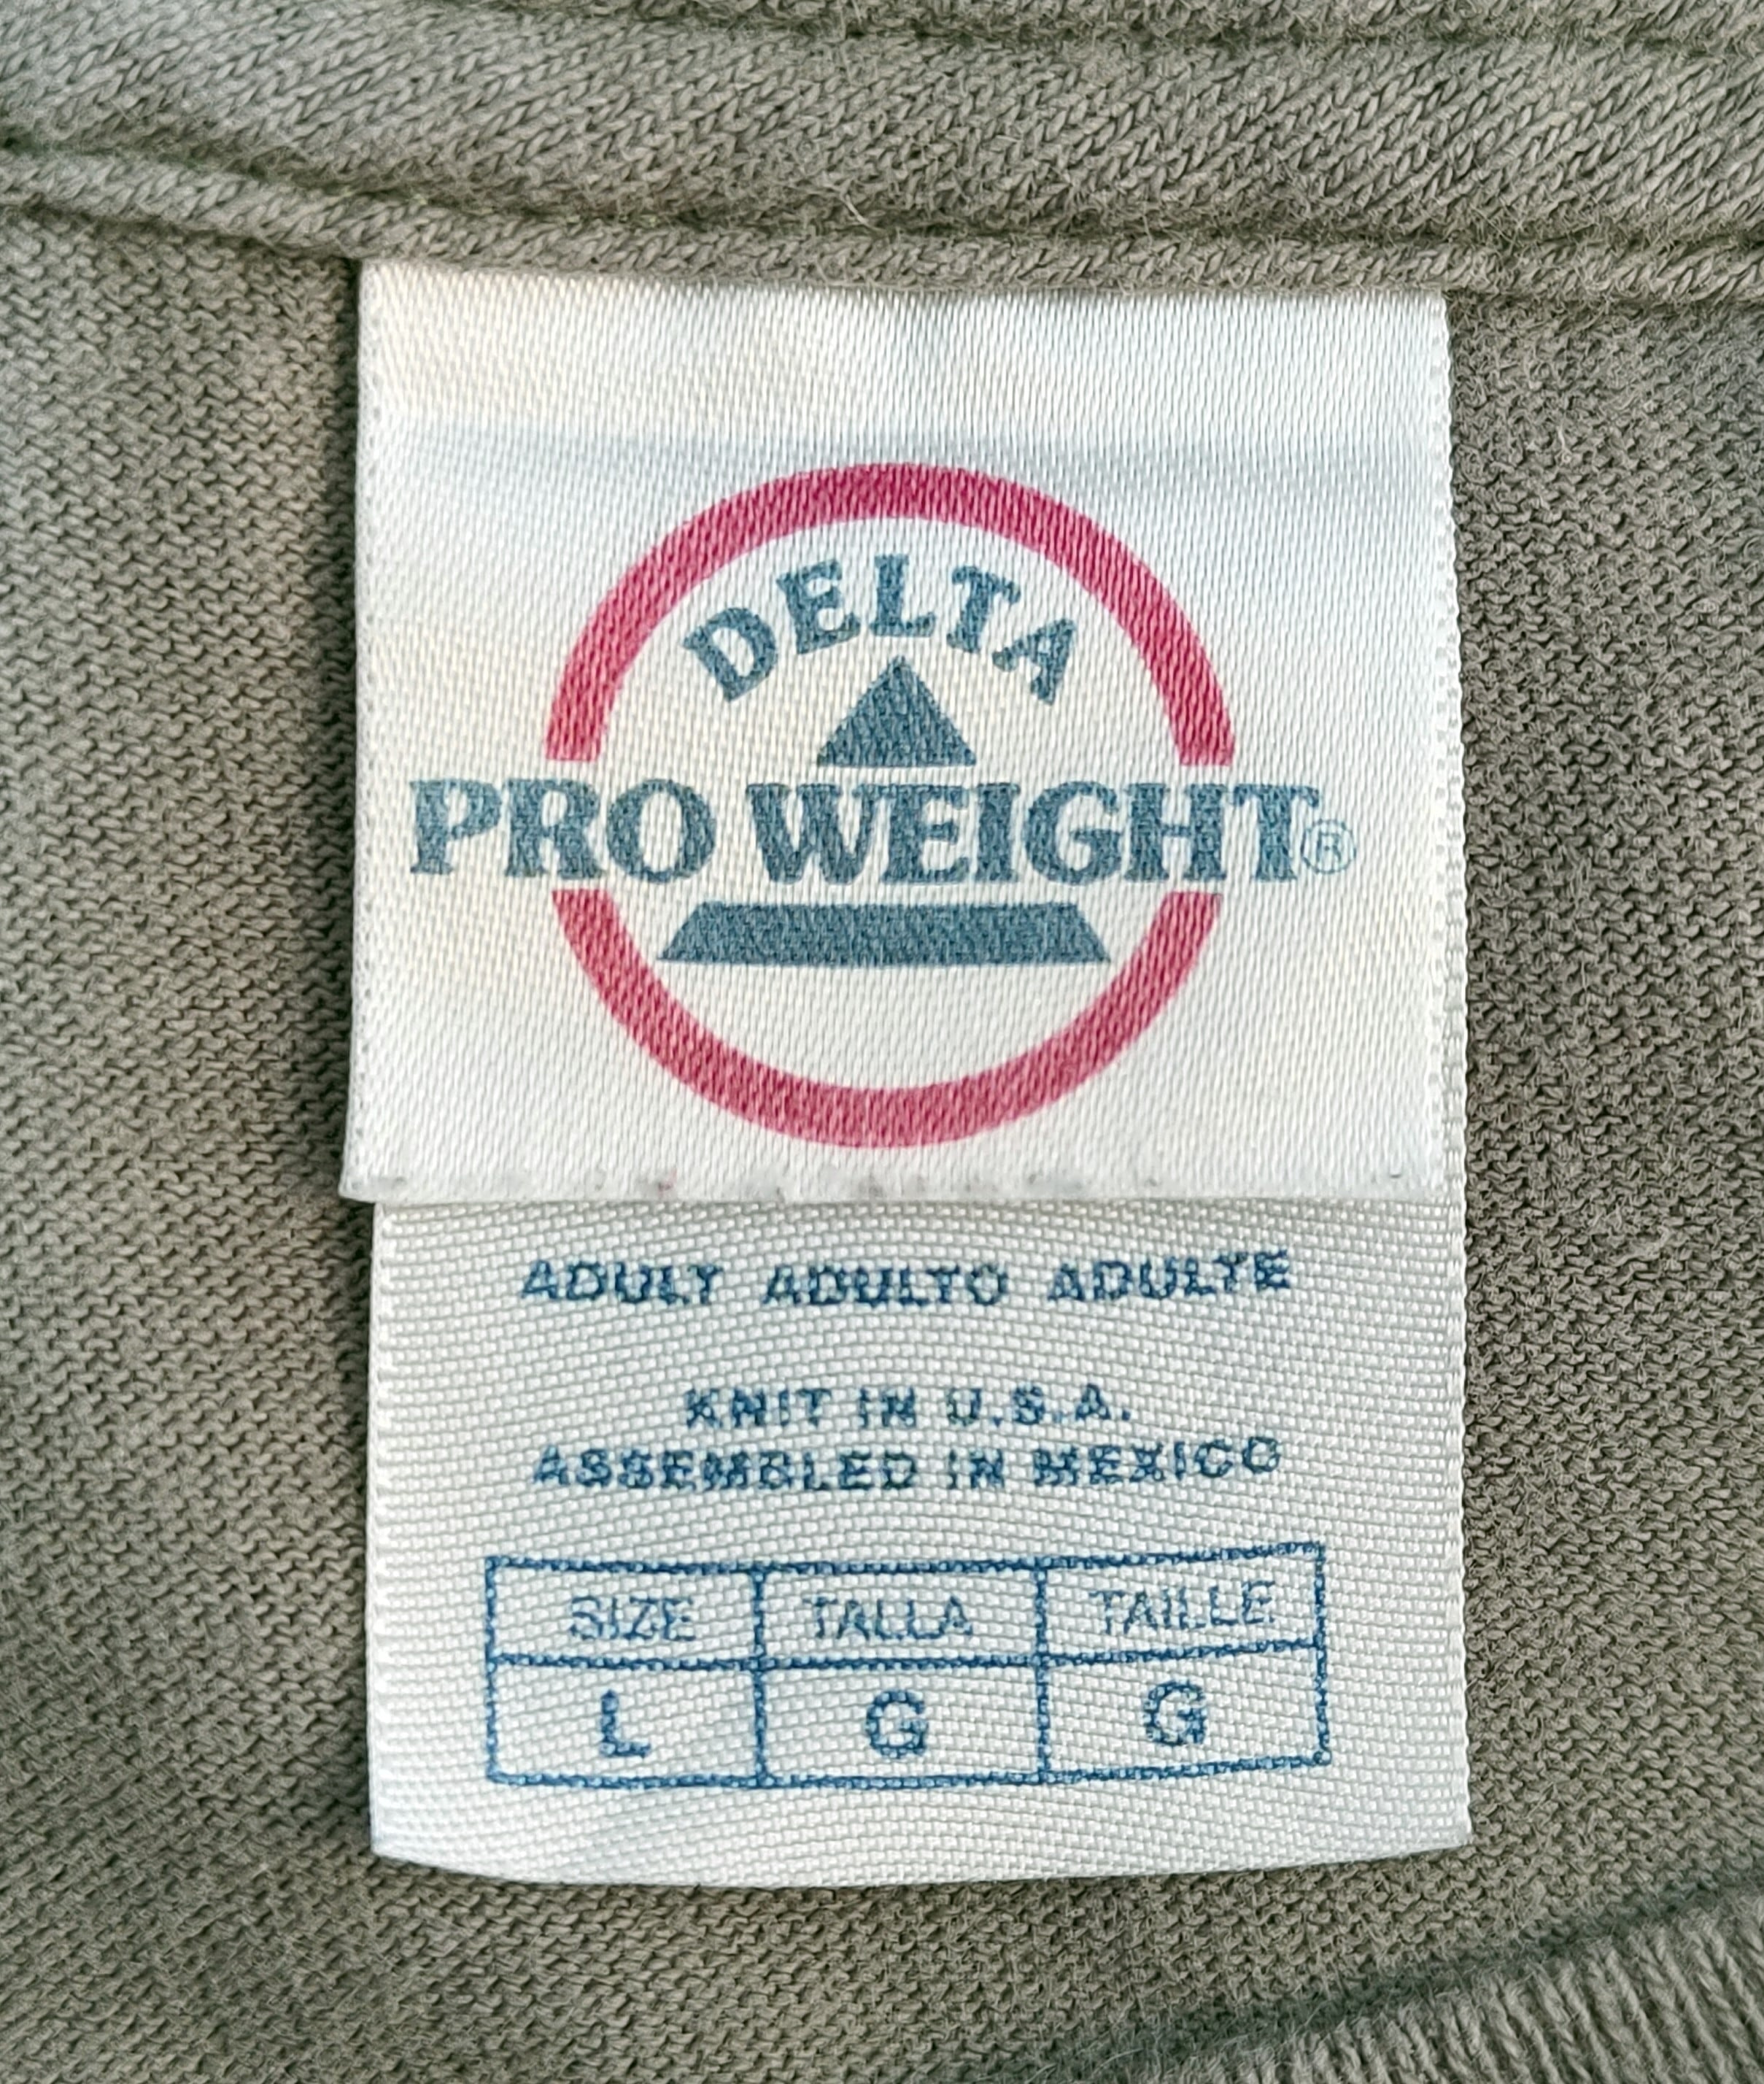 DELTA
PRO WEIGHT®
ADULT ADULTO ADULTE
KNIT IN U.S.A.
ASSEMBLED IN MEXICO
SIZE TALLA TAILLE
L G G